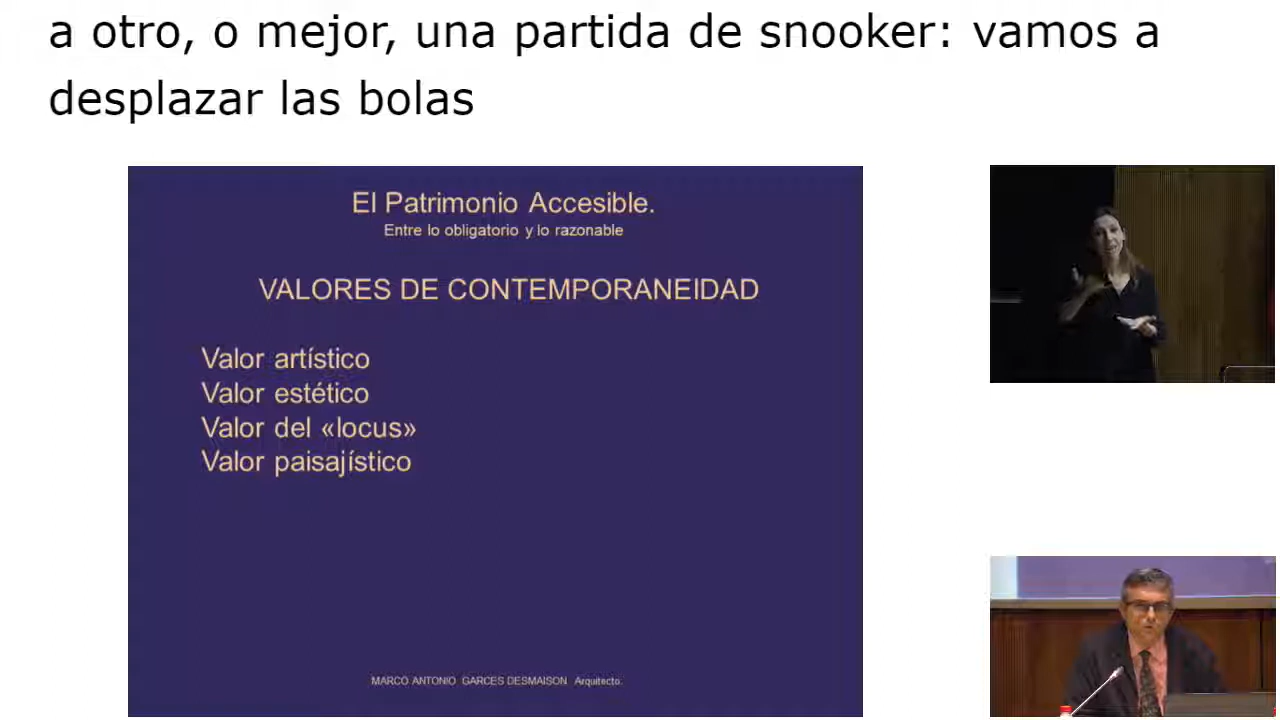 a otro, o mejor, una partida de snooker: vamos a
desplazar las bolas
El Patrimonio Accesible.
Entre lo obligatorio y lo razonable
VALORES DE CONTEMPORANEIDAD
Valor artístico
Valor estético
Valor del «locus»
Valor paisajístico
MARCO ANTONIO GARCES DESMAISON Arquitecto.